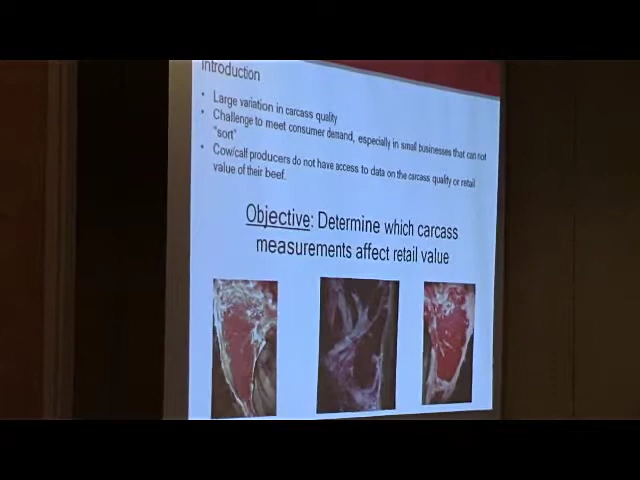 Introduction
• Large variation in carcass quality
• Challenge to meet consumer demand, especially in small businesses that can not
"sort"
• Cow/calf producers do not have access to data on the carcass quality or retail
value of their beef.
Objective: Determine which carcass
measurements affect retail value